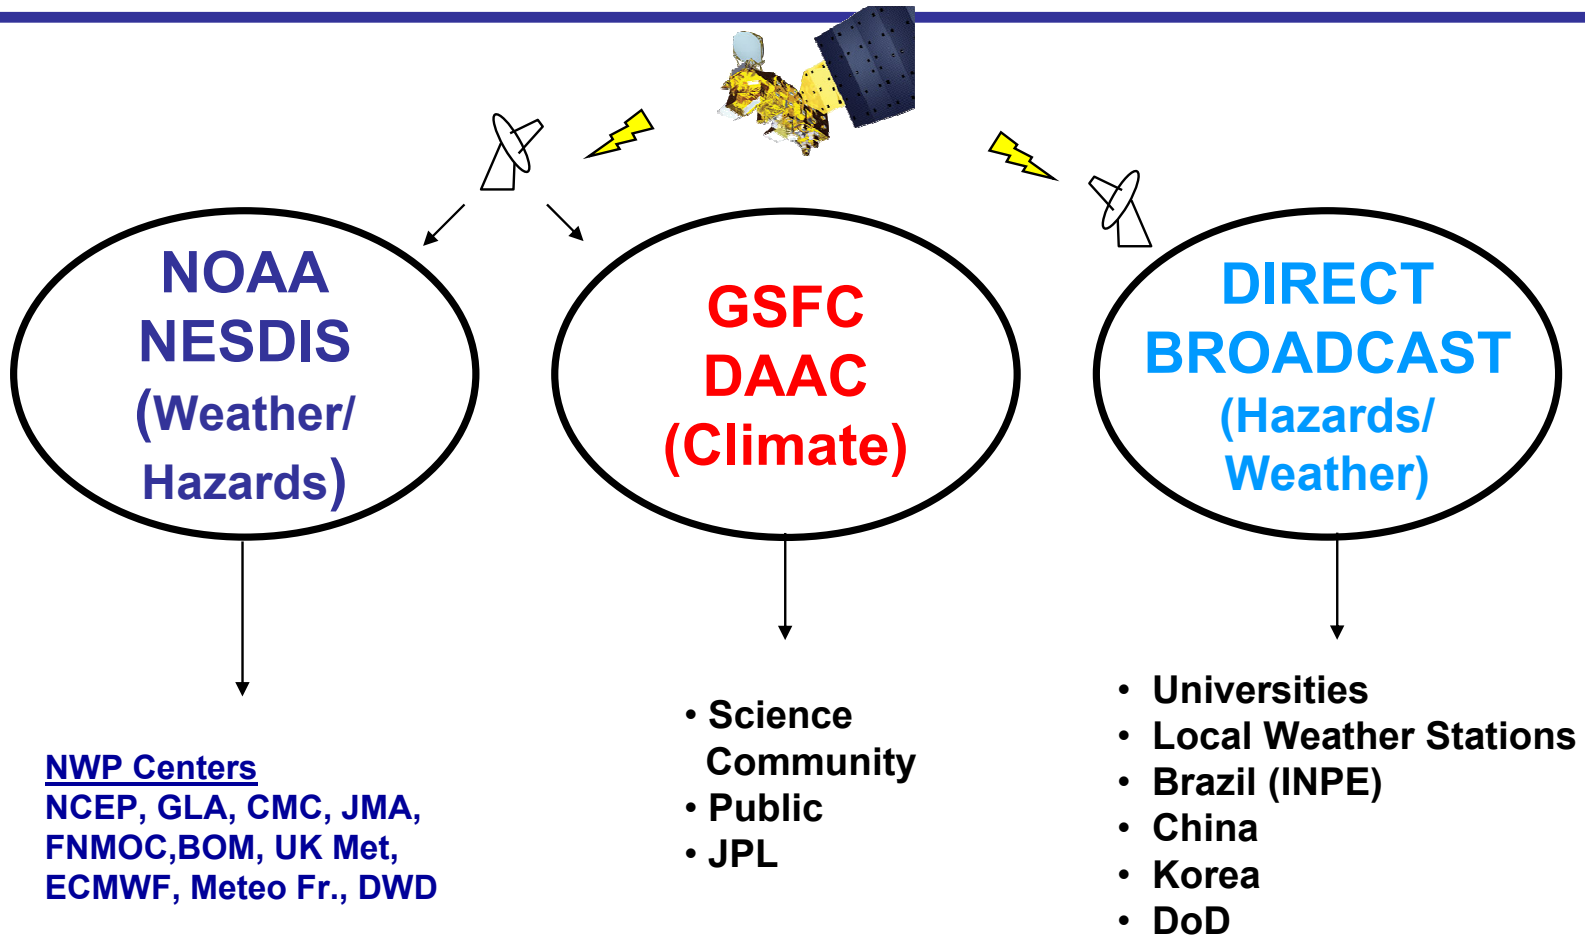 NOAA
NESDIS
(Weather/
Hazards)
GSFC
DAAC
(Climate)
DIRECT
BROADCAST
(Hazards/
Weather)
NWP Centers
NCEP, GLA, CMC, JMA,
FNMOC,BOM, UK Met,
ECMWF, Meteo Fr., DWD
• Science
Community
• Public
• JPL
• Universities
• Local Weather Stations
• Brazil (INPE)
• China
• Korea
• DoD